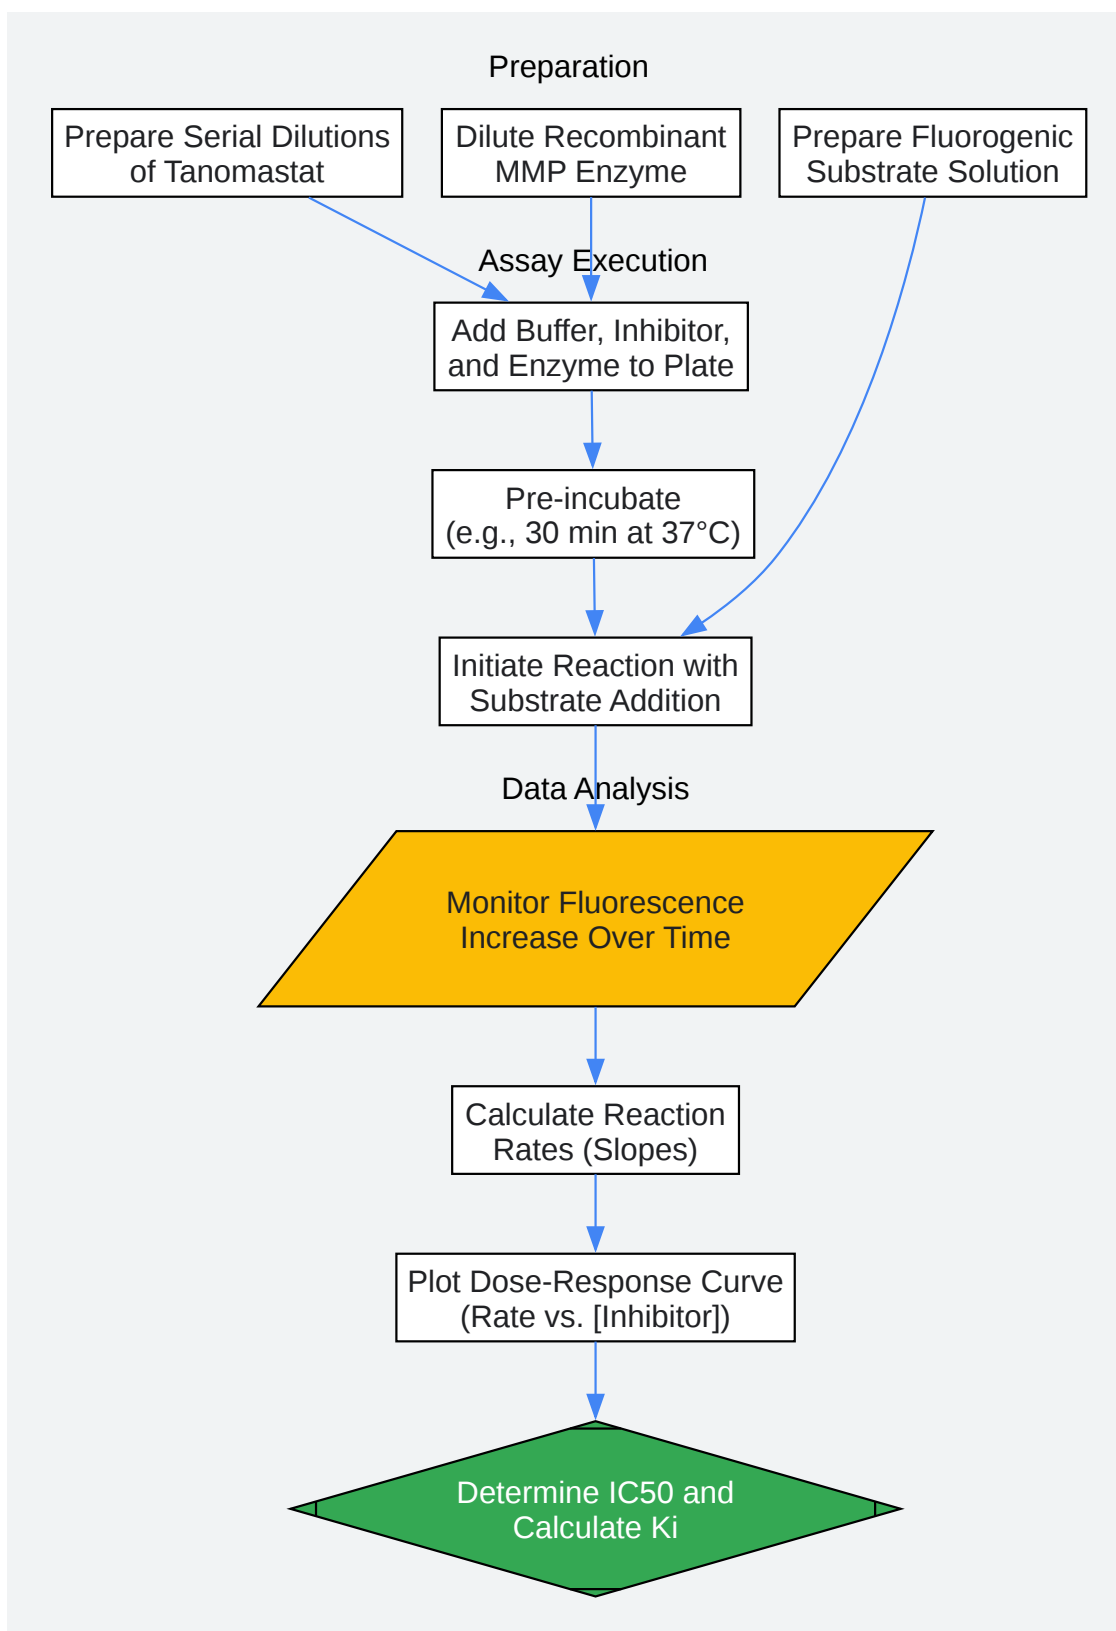 Preparation
Prepare Serial Dilutions
of Tanomastat
Dilute Recombinant
MMP Enzyme
Prepare Fluorogenic
Substrate Solution
Assay Execution
Add Buffer, Inhibitor,
and Enzyme to Plate
Pre-incubate
(e.g., 30 min at 37°C)
Initiate Reaction with
Substrate Addition
Data Analysis
Monitor Fluorescence
Increase Over Time
Calculate Reaction
Rates (Slopes)
Plot Dose-Response Curve
(Rate vs. [Inhibitor])
Determine IC50 and
Calculate Ki